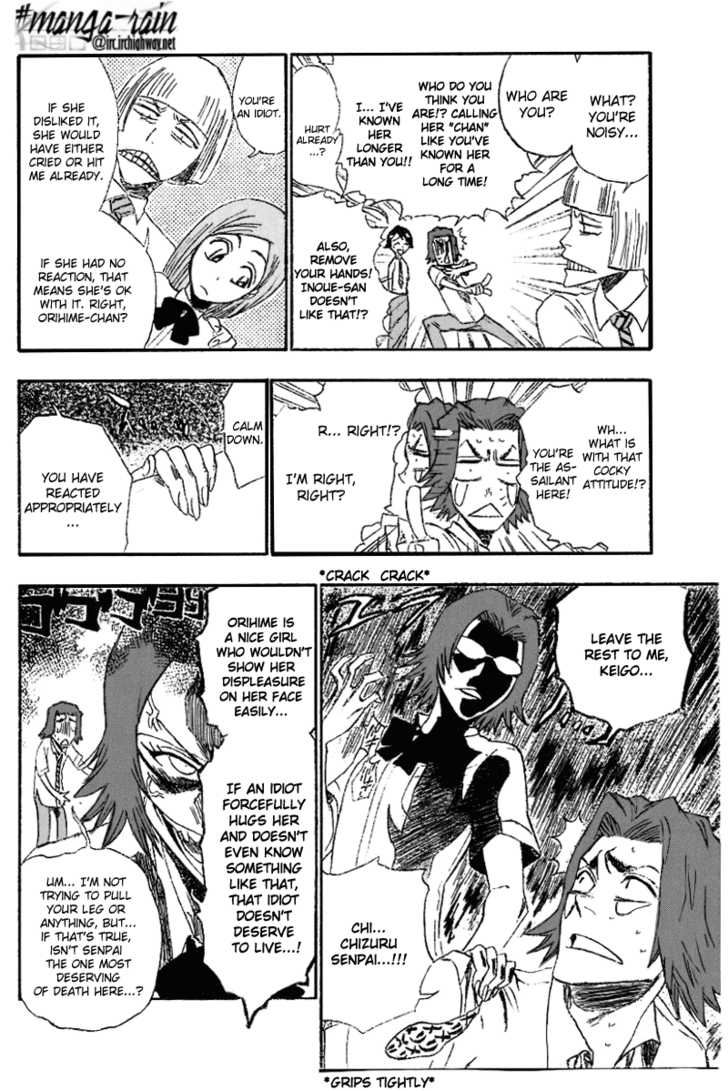 #manga-rain
@irc.irchighway.net
WHAT?
YOU'RE
NOISY...
WHO ARE
YOU?
WHO DO YOU
THINK YOU
ARE!? CALLING
HER "CHAN"
LIKE YOU'VE
KNOWN HER
FOR A
LONG TIME!
I... I'VE
KNOWN
HER
LONGER
THAN YOU!!
HURT
ALREADY
...?
ALSO,
REMOVE
YOUR HANDS!
INOUE-SAN
DOESN'T
LIKE THAT!?
YOU'RE
AN IDIOT.
IF SHE
DISLIKED IT,
SHE WOULD
HAVE EITHER
CRIED OR HIT
ME ALREADY.
IF SHE HAD NO
REACTION, THAT
MEANS SHE'S OK
WITH IT. RIGHT,
ORIHIME-CHAN?
WH...
WHAT IS
WITH THAT
COCKY
ATTITUDE!?
YOU'RE
THE AS-
SAILANT
HERE!
R... RIGHT!?
I'M RIGHT,
RIGHT?
CALM
DOWN.
YOU HAVE
REACTED
APPROPRIATELY
...
*CRACK CRACK*
LEAVE THE
REST TO ME,
KEIGO...
CHI...
CHIZURU
SENPAI...!!!
*GRIPS TIGHTLY*
ORIHIME IS
A NICE GIRL
WHO WOULDN'T
SHOW HER
DISPLEASURE
ON HER FACE
EASILY...
IF AN IDIOT
FORCEFULLY
HUGS HER
AND DOESN'T
EVEN KNOW
SOMETHING
LIKE THAT,
THAT IDIOT
DOESN'T
DESERVE
TO LIVE...!
UM... I'M NOT
TRYING TO PULL
YOUR LEG OR
ANYTHING, BUT...
IF THAT'S TRUE,
ISN'T SENPAI
THE ONE MOST
DESERVING
OF DEATH HERE...?